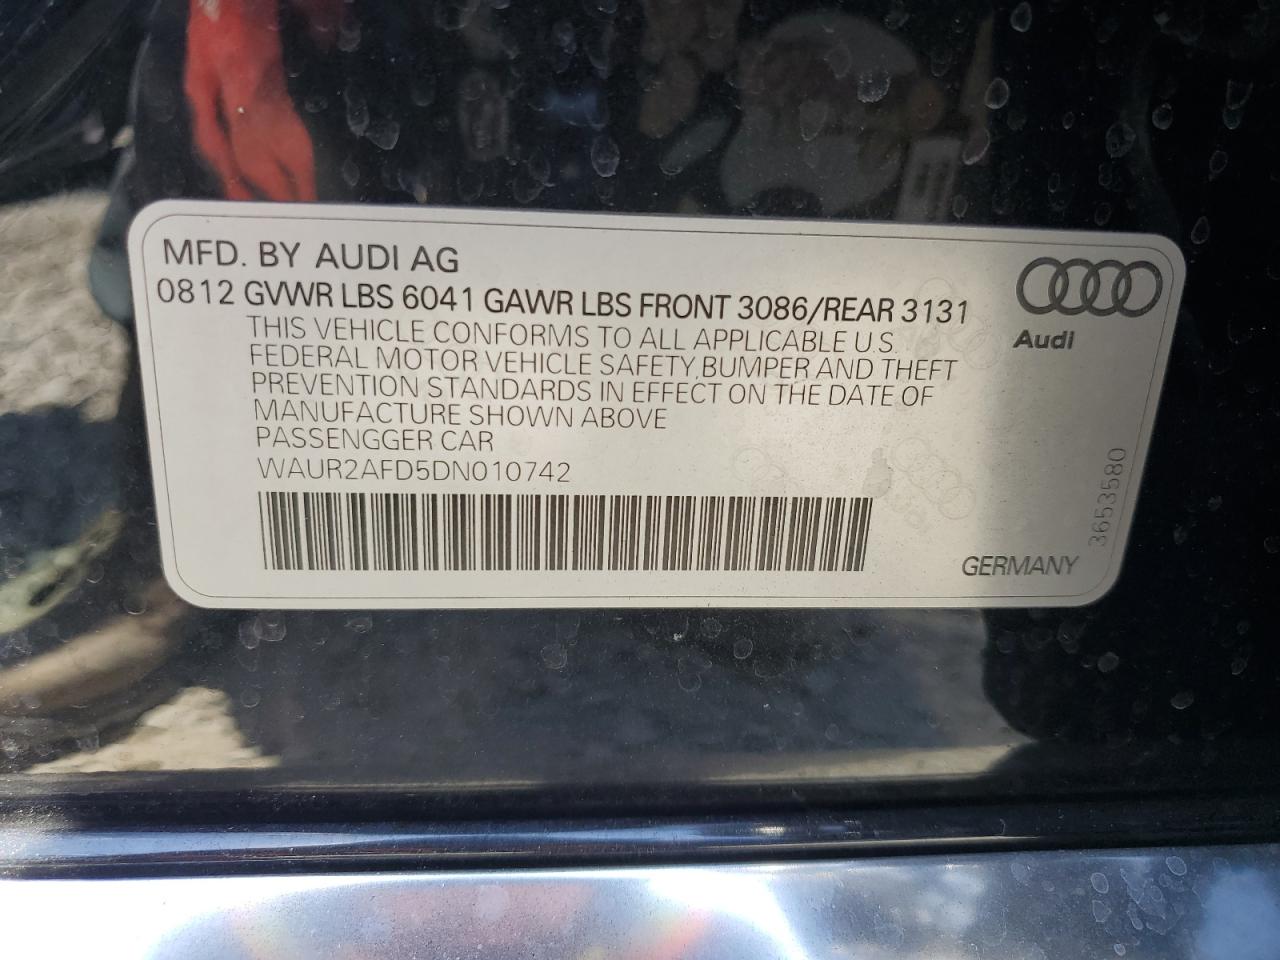 MFD. BY AUDI AG
0812 GVWR LBS 6041 GAWR LBS FRONT 3086/REAR 3131
THIS VEHICLE CONFORMS TO ALL APPLICABLE U.S.
FEDERAL MOTOR VEHICLE SAFETY, BUMPER AND THEFT
PREVENTION STANDARDS IN EFFECT ON THE DATE OF
MANUFACTURE SHOWN ABOVE
PASSENGGER CAR
WAUR2AFD5DN010742
Audi
3653580
GERMANY